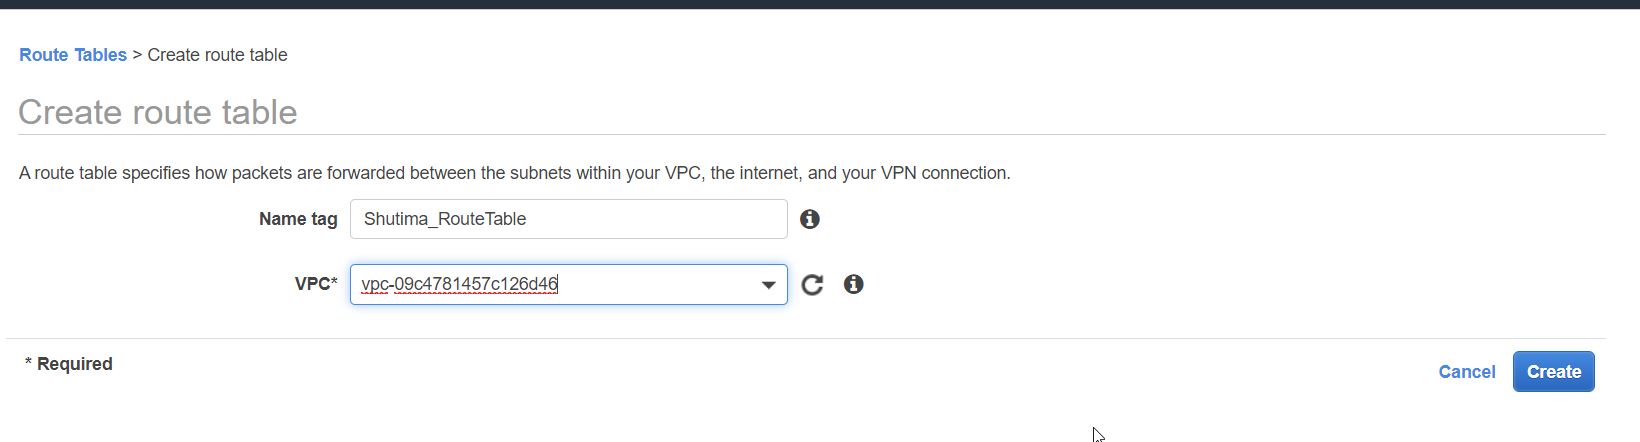 Route Tables > Create route table
Create route table
A route table specifies how packets are forwarded between the subnets within your VPC, the internet, and your VPN connection.
Name tag Shutima_RouteTable
VPC* vpc-09c4781457c126d46
* Required
Cancel Create